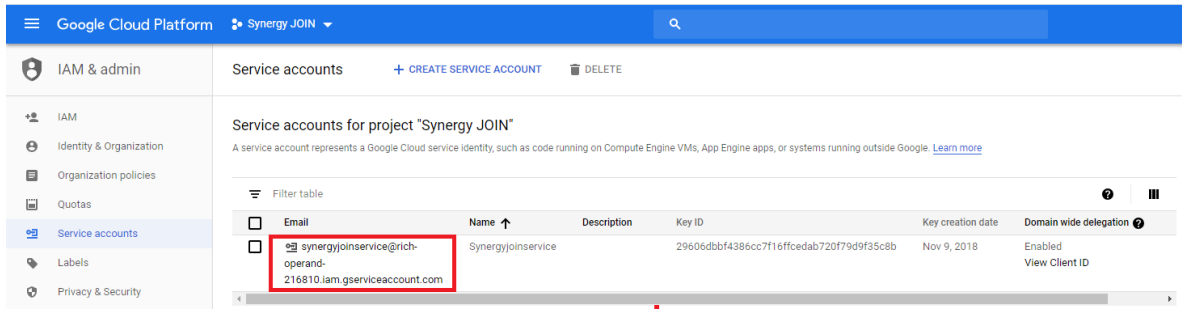 Google Cloud Platform Synergy JOIN
IAM & admin
Service accounts + CREATE SERVICE ACCOUNT DELETE
IAM
Identity & Organization
Organization policies
Quotas
Service accounts
Labels
Privacy & Security
Service accounts for project "Synergy JOIN"
A service account represents a Google Cloud service identity, such as code running on Compute Engine VMs, App Engine apps, or systems running outside Google. Learn more
Filter table
Email Name Description Key ID Key creation date Domain wide delegation
synergyjoinservice@rich- Synergyjoinservice 29606dbbf4386cc7f16ffcedab720f79d9f35c8b Nov 9, 2018 Enabled
operand- View Client ID
216810.iam.gserviceaccount.com